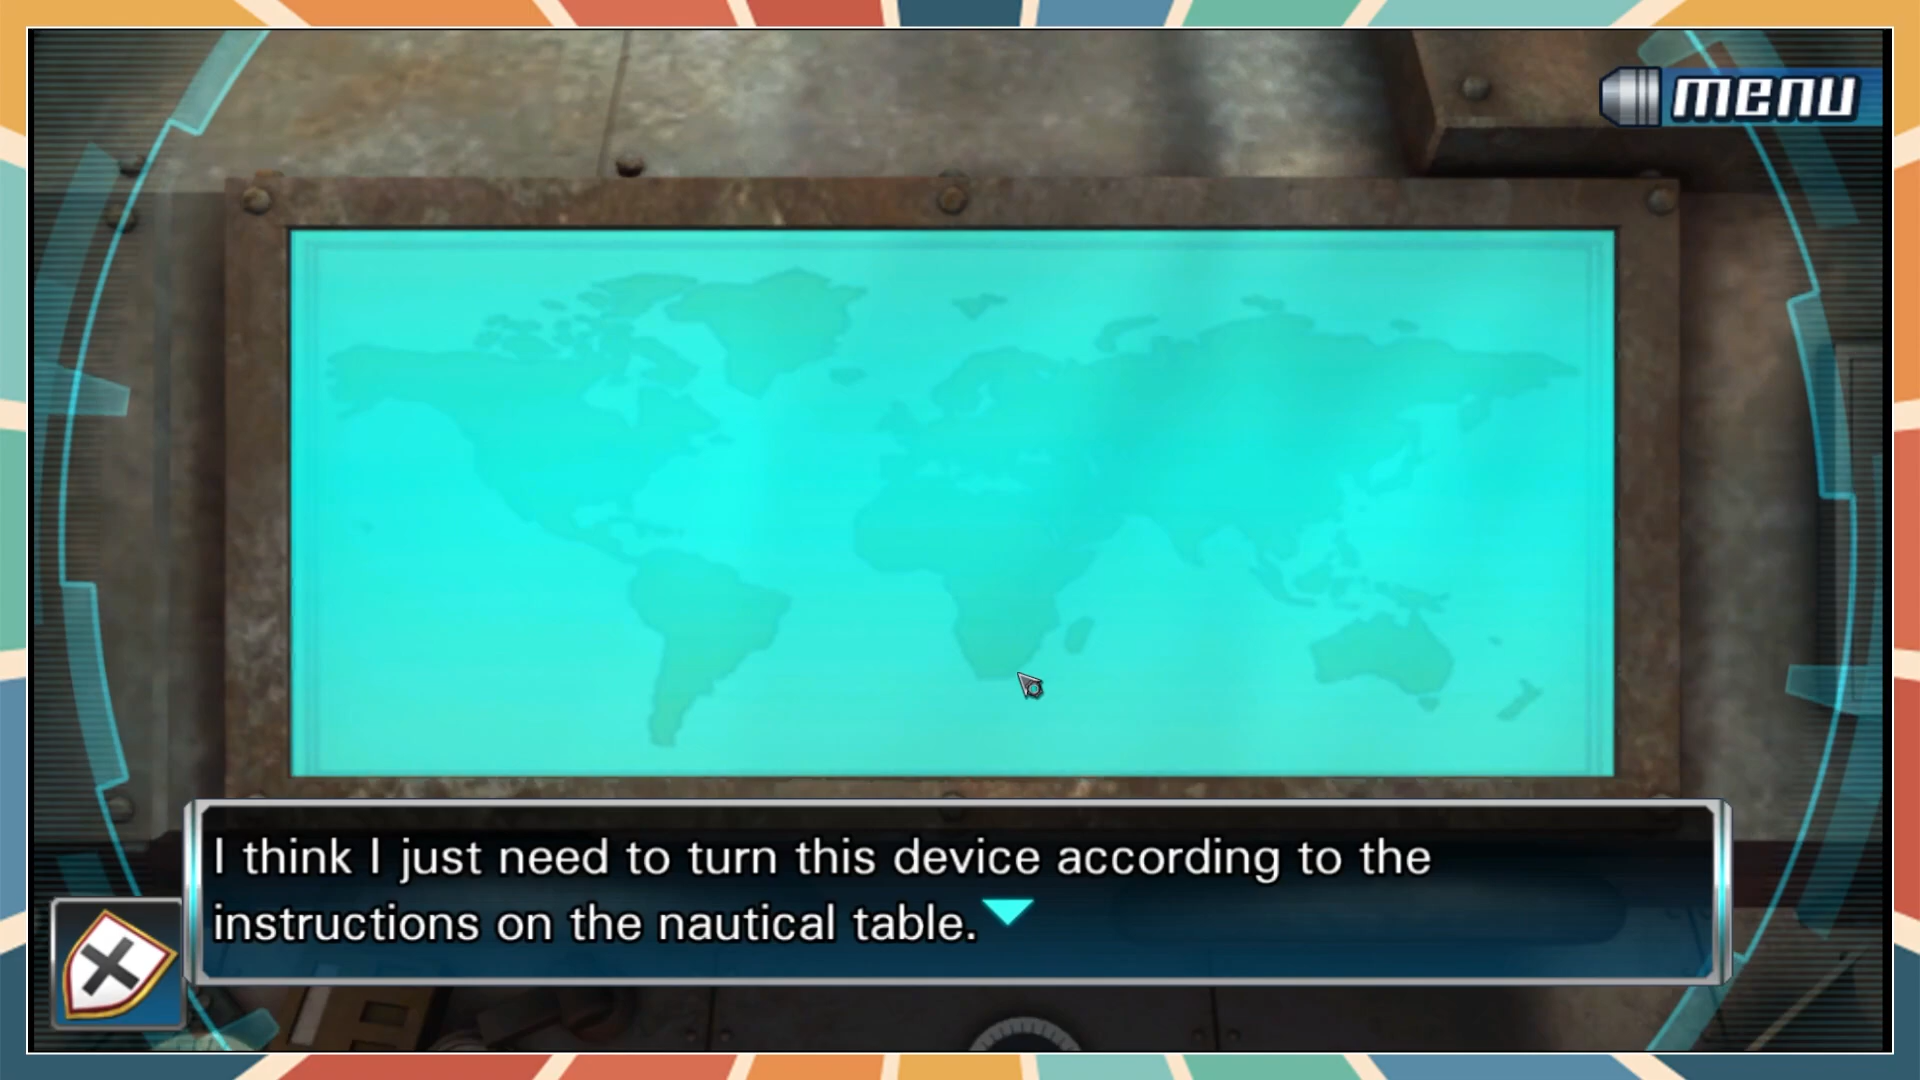 menu
I think I just need to turn this device according to the
instructions on the nautical table.